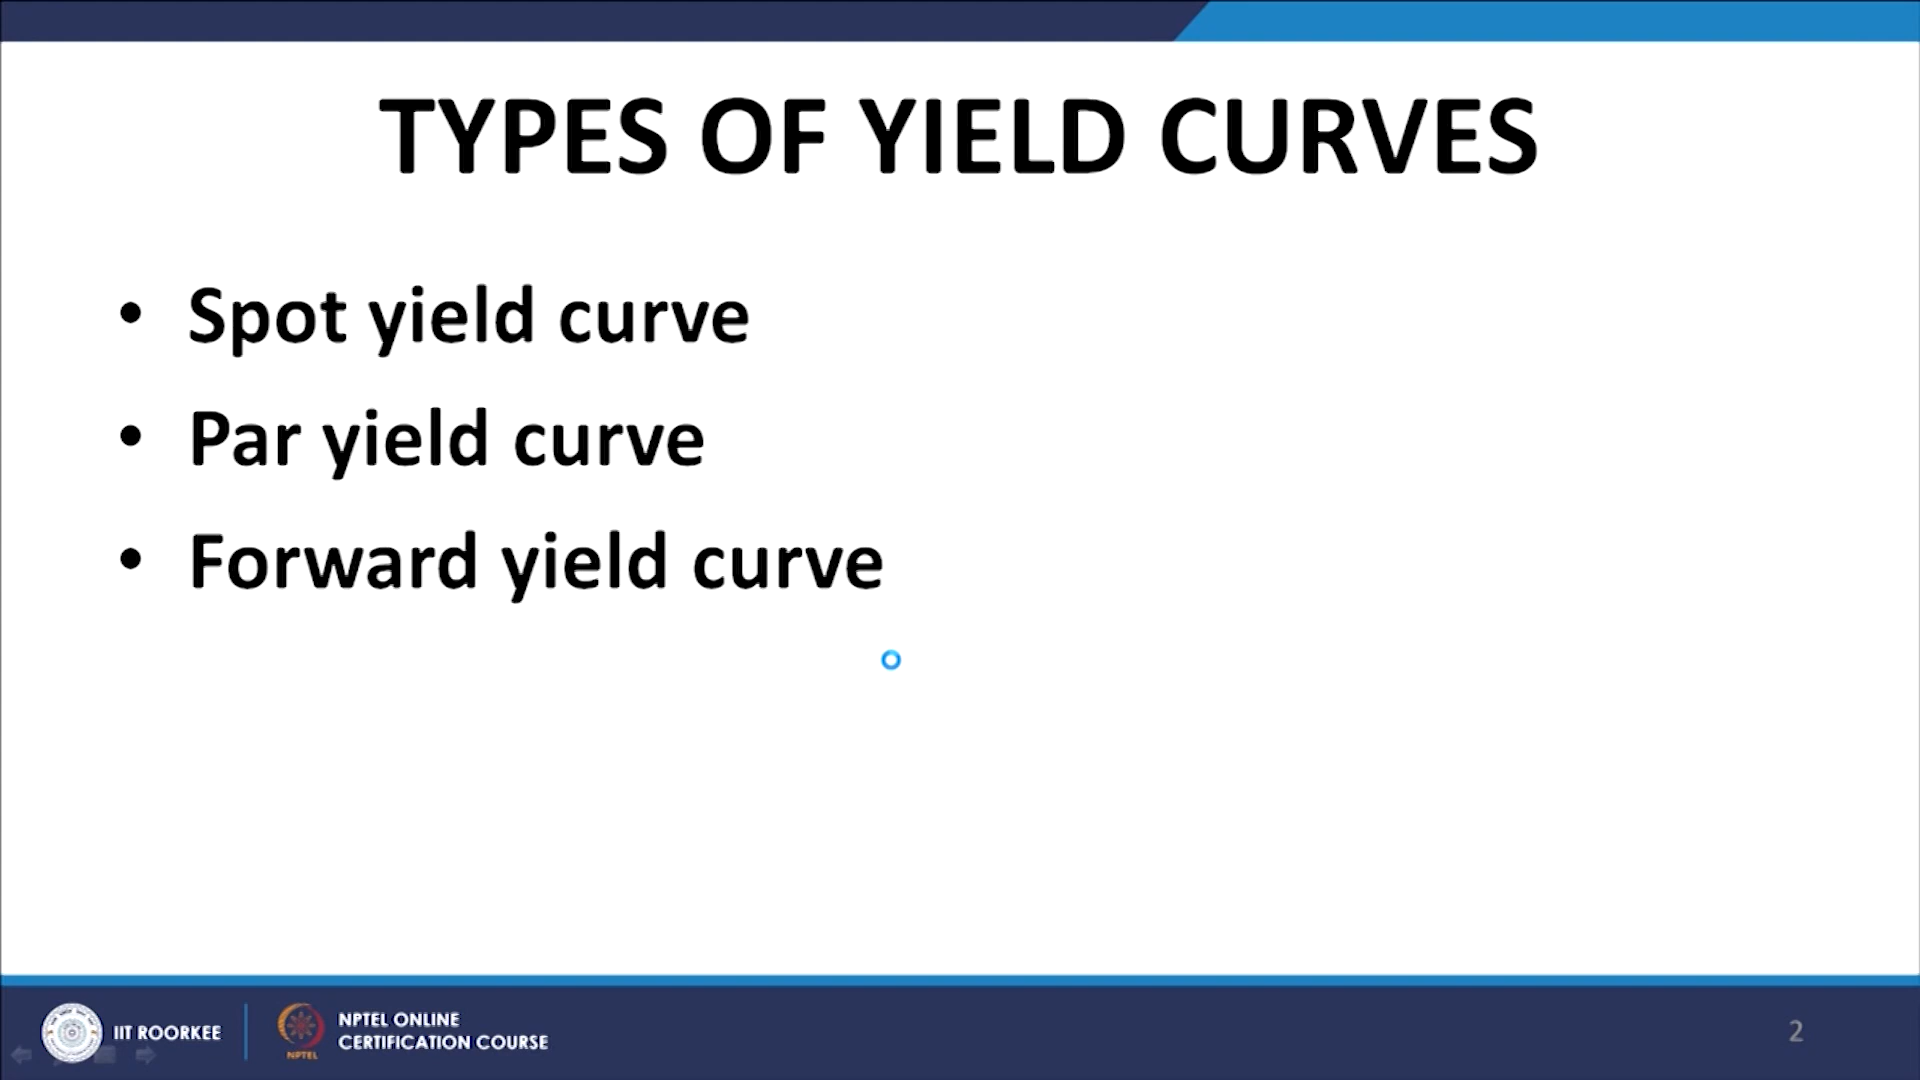 TYPES OF YIELD CURVES
• Spot yield curve
• Par yield curve
• Forward yield curve
IIT ROORKEE
NPTEL
NPTEL ONLINE
CERTIFICATION COURSE
2